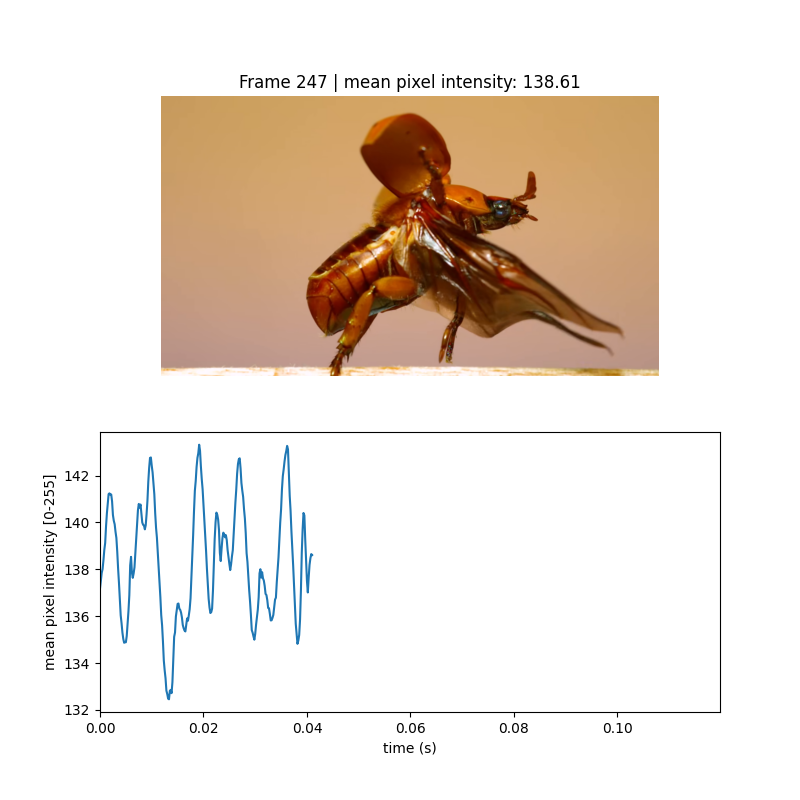 Frame 247 | mean pixel intensity: 138.61
142
140
138
136
134
132
mean pixel intensity [0-255]
0.00 0.02 0.04 0.06 0.08 0.10
time (s)